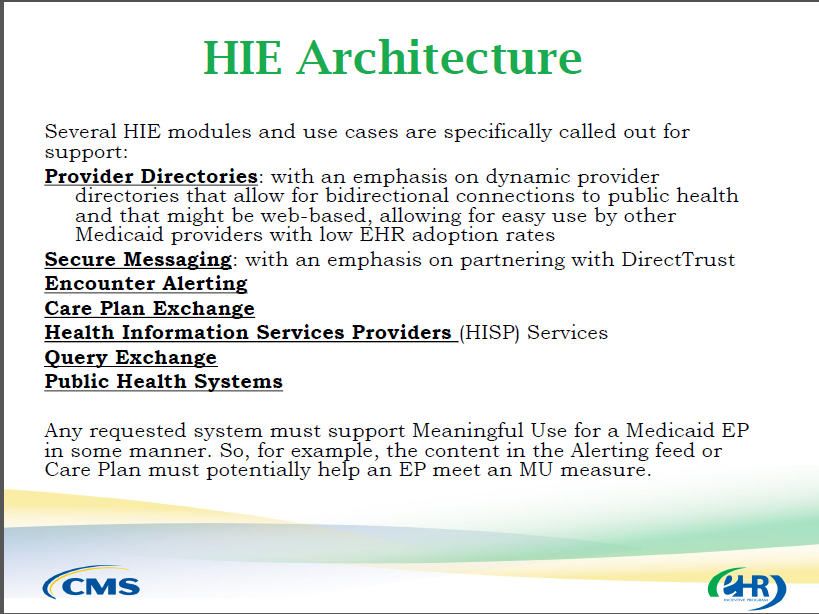 HIE Architecture
Several HIE modules and use cases are specifically called out for
support:
Provider Directories: with an emphasis on dynamic provider
directories that allow for bidirectional connections to public health
and that might be web-based, allowing for easy use by other
Medicaid providers with low EHR adoption rates
Secure Messaging: with an emphasis on partnering with DirectTrust
Encounter Alerting
Care Plan Exchange
Health Information Services Providers (HISP) Services
Query Exchange
Public Health Systems
Any requested system must support Meaningful Use for a Medicaid EP
in some manner. So, for example, the content in the Alerting feed or
Care Plan must potentially help an EP meet an MU measure.
CMS
eHR
INCENTIVE PROGRAM